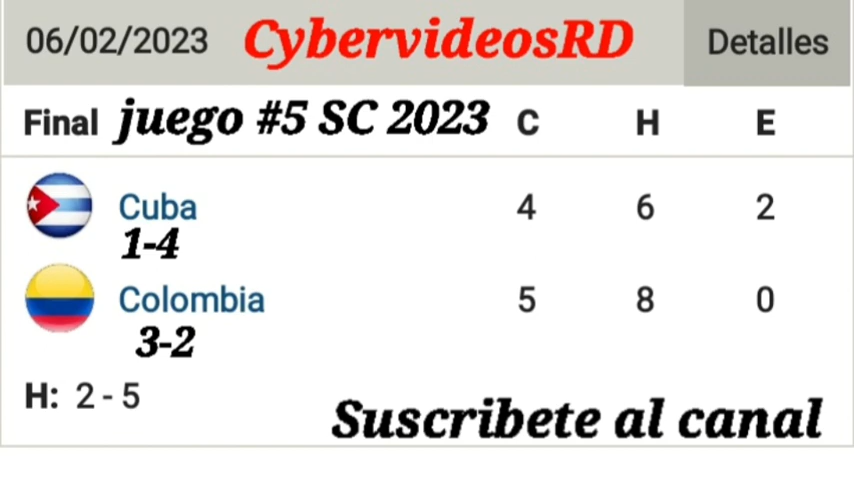 06/02/2023 CybervideosRD Detalles
Final juego #5 SC 2023 C H E
Cuba 4 6 2
1-4
Colombia 5 8 0
3-2
H: 2 - 5
Suscribete al canal